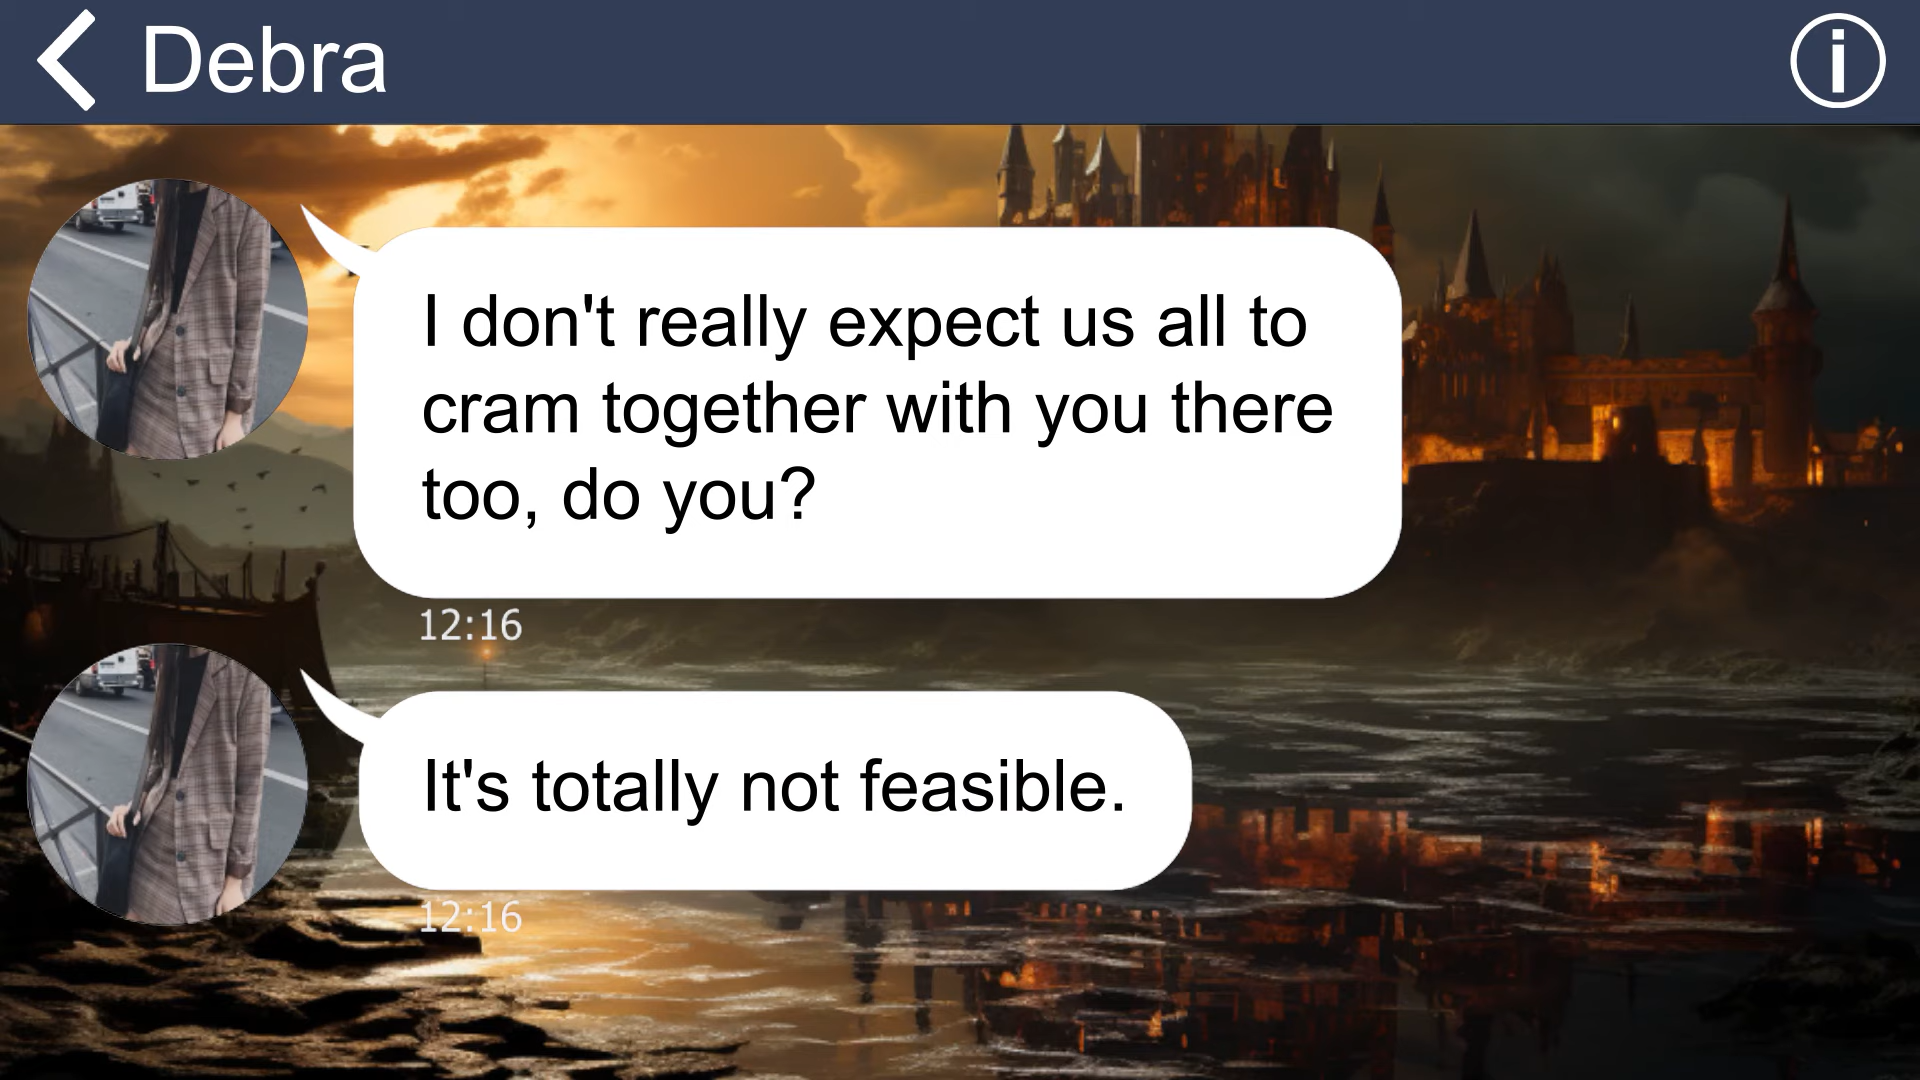 Debra
I don't really expect us all to
cram together with you there
too, do you?
12:16
It's totally not feasible.
12:16